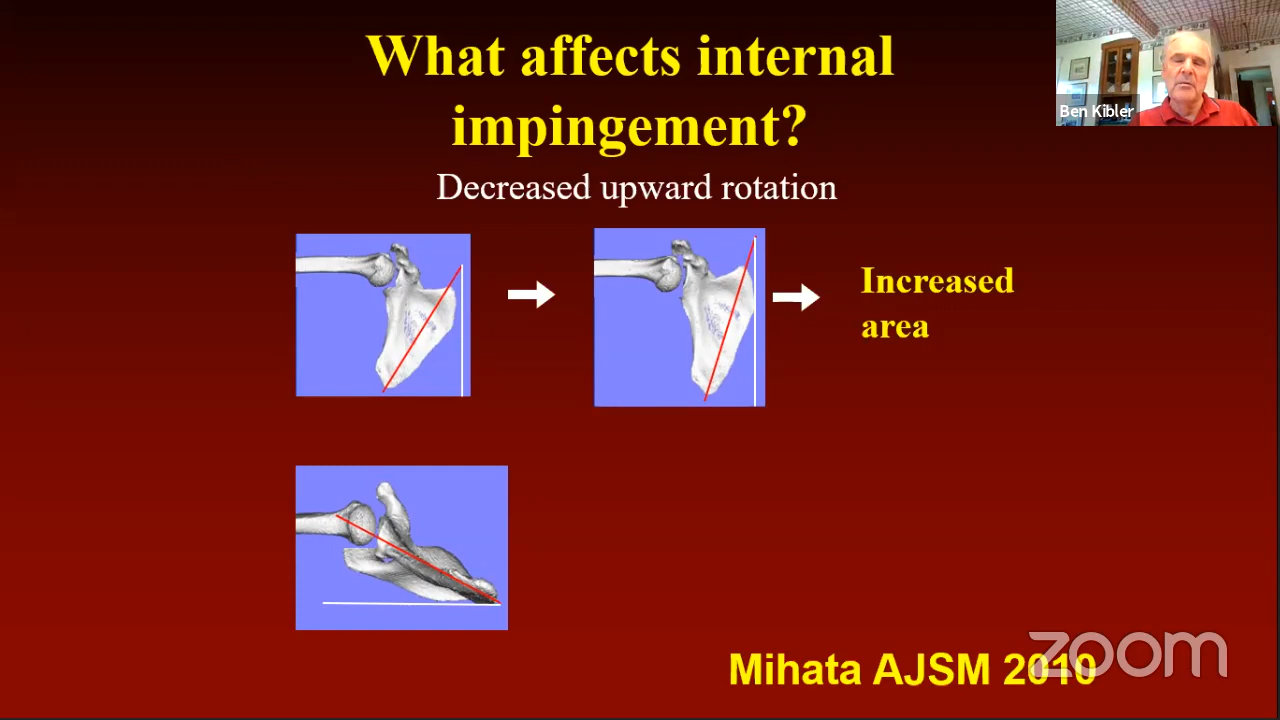 What affects internal
impingement?
Ben Kibler
Decreased upward rotation
Increased
area
Mihata AJSM 2010
zoom